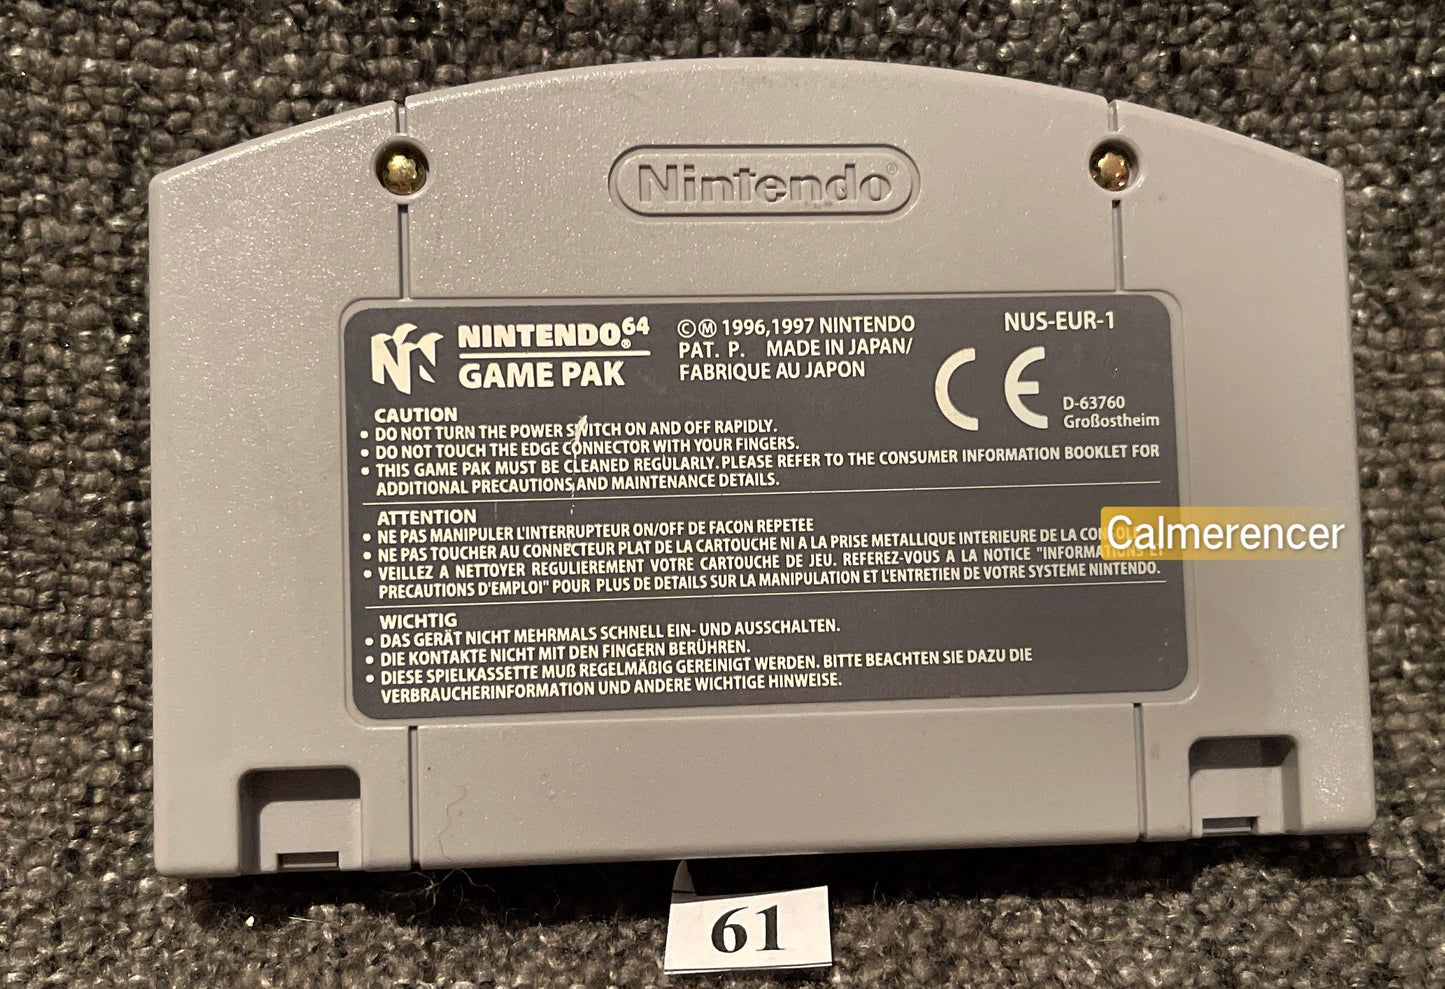 Nintendo®
NINTENDO64®
GAME PAK
©Ⓜ 1996,1997 NINTENDO
PAT. P. MADE IN JAPAN/
FABRIQUE AU JAPON
NUS-EUR-1
CE
D-63760
Großostheim
CAUTION
• DO NOT TURN THE POWER SWITCH ON AND OFF RAPIDLY.
• DO NOT TOUCH THE EDGE CONNECTOR WITH YOUR FINGERS.
• THIS GAME PAK MUST BE CLEANED REGULARLY. PLEASE REFER TO THE CONSUMER INFORMATION BOOKLET FOR
ADDITIONAL PRECAUTIONS AND MAINTENANCE DETAILS.
ATTENTION
• NE PAS MANIPULER L'INTERRUPTEUR ON/OFF DE FACON REPETEE
• NE PAS TOUCHER AU CONNECTEUR PLAT DE LA CARTOUCHE NI A LA PRISE METALLIQUE INTERIEURE DE LA CONSOLE.
• VEILLEZ A NETTOYER REGULIEREMENT VOTRE CARTOUCHE DE JEU. REFEREZ-VOUS A LA NOTICE "INFORMATIONS ET
PRECAUTIONS D'EMPLOI" POUR PLUS DE DETAILS SUR LA MANIPULATION ET L'ENTRETIEN DE VOTRE SYSTEME NINTENDO.
Calmerencer
WICHTIG
• DAS GERÄT NICHT MEHRMALS SCHNELL EIN- UND AUSSCHALTEN.
• DIE KONTAKTE NICHT MIT DEN FINGERN BERÜHREN.
• DIESE SPIELKASSETTE MUß REGELMÄßIG GEREINIGT WERDEN. BITTE BEACHTEN SIE DAZU DIE
VERBRAUCHERINFORMATION UND ANDERE WICHTIGE HINWEISE.
61